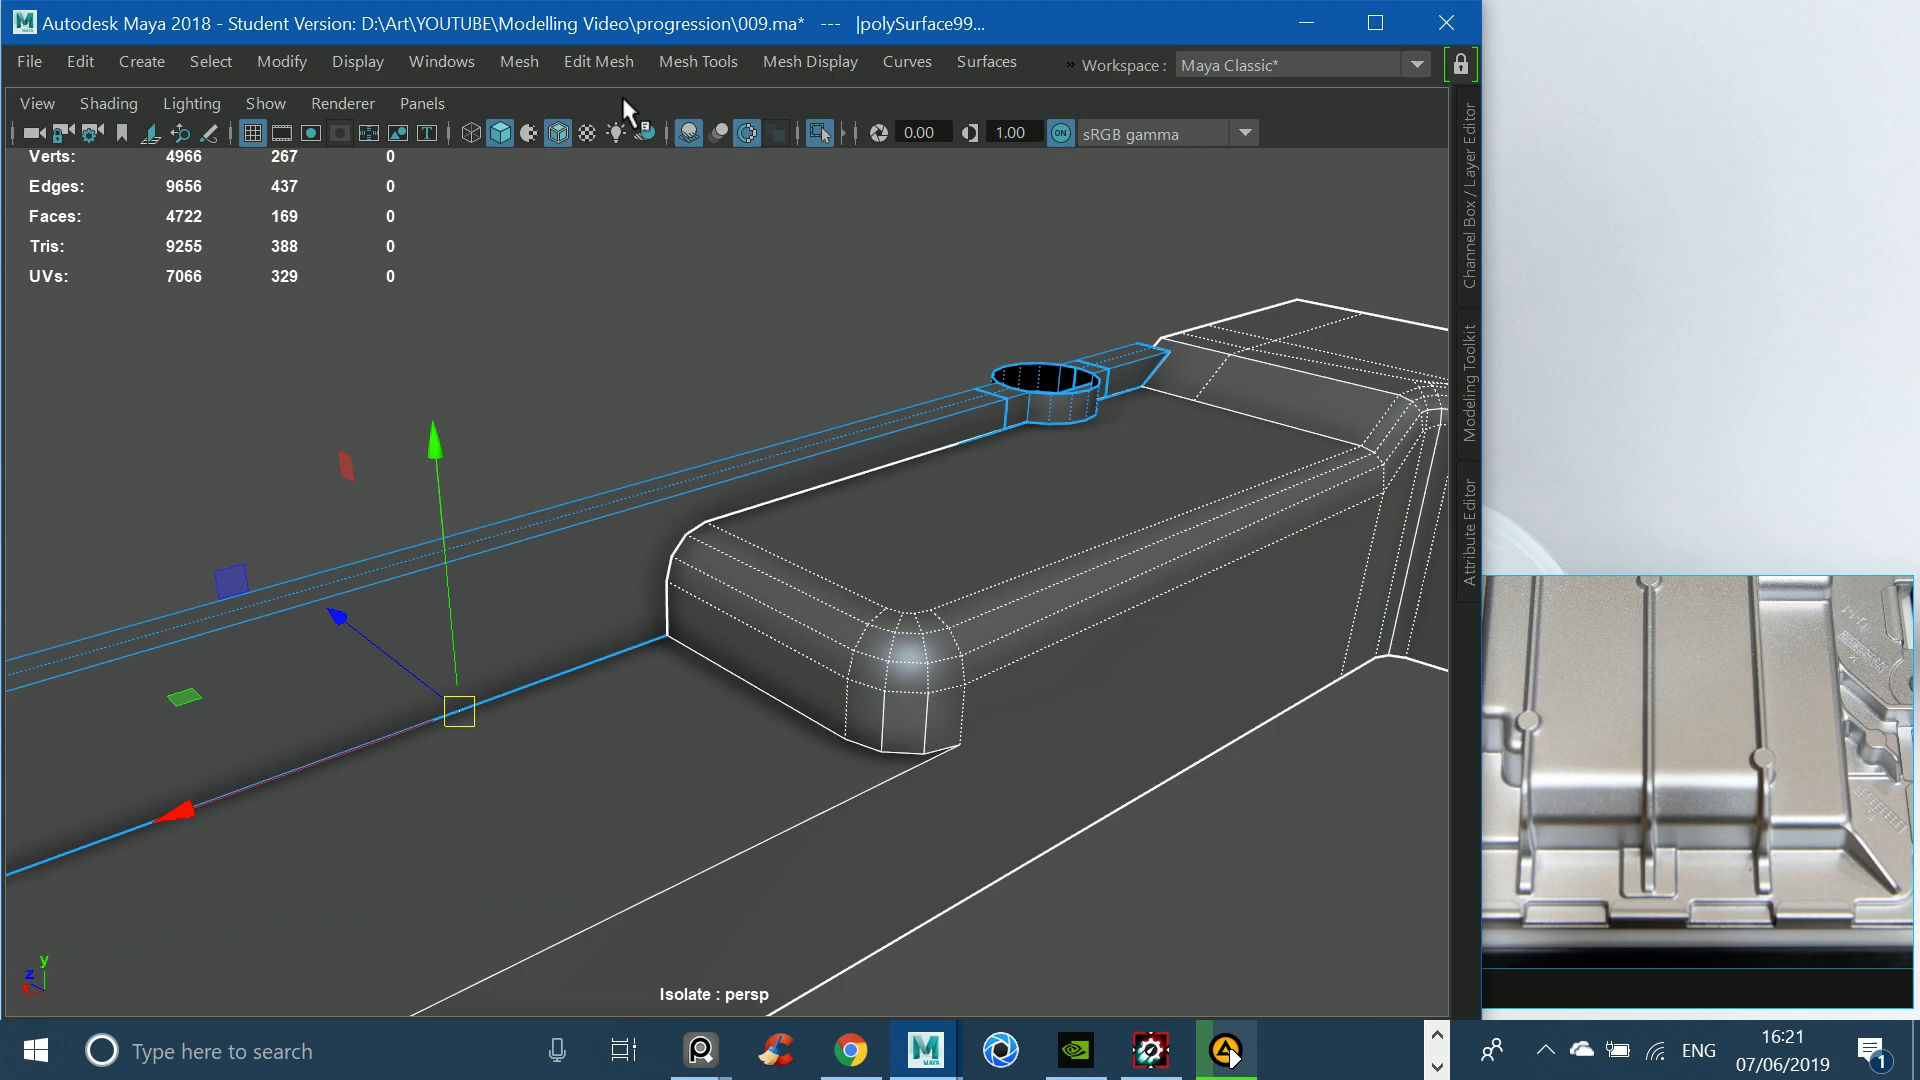 Autodesk Maya 2018 - Student Version: D:\Art\YOUTUBE\Modelling Video\progression\009.ma* --- |polySurface99...
File Edit Create Select Modify Display Windows Mesh Edit Mesh Mesh Tools Mesh Display Curves Surfaces » Workspace : Maya Classic*
View Shading Lighting Show Renderer Panels
0.00 1.00 ON sRGB gamma
Verts: 4966 267 0
Edges: 9656 437 0
Faces: 4722 169 0
Tris: 9255 388 0
UVs: 7066 329 0
Channel Box / Layer Editor
Modeling Toolkit
Attribute Editor
y
z
x
Isolate : persp
Type here to search
MAYA
ENG
16:21
07/06/2019
1